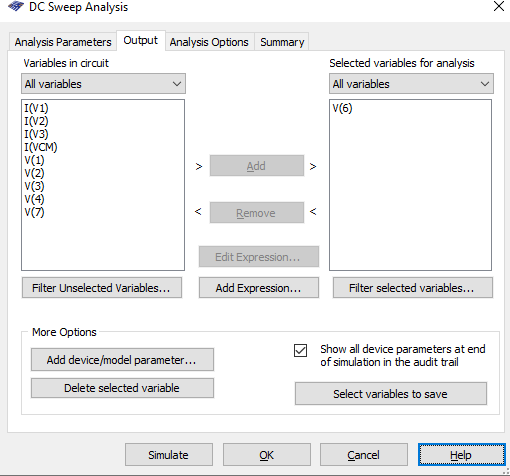 DC Sweep Analysis
Analysis Parameters Output Analysis Options Summary
Variables in circuit Selected variables for analysis
All variables All variables
I(V1) V(6)
I(V2)
I(V3)
I(VCM)
V(1)
V(2)
V(3)
V(4)
V(7)
> Add >
< Remove <
Edit Expression...
Filter Unselected Variables... Add Expression... Filter selected variables...
More Options
Add device/model parameter... Show all device parameters at end
of simulation in the audit trail
Delete selected variable Select variables to save
Simulate OK Cancel Help